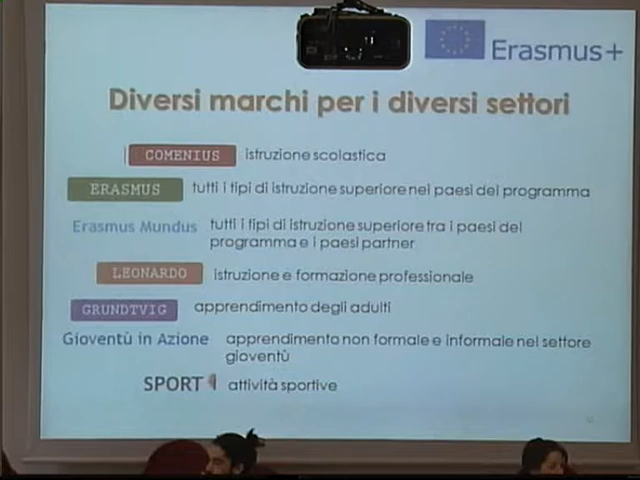 Erasmus+
Diversi marchi per i diversi settori
COMENIUS istruzione scolastica
ERASMUS tutti i tipi di istruzione superiore nei paesi del programma
Erasmus Mundus tutti i tipi di istruzione superiore tra i paesi del
programma e i paesi partner
LEONARDO istruzione e formazione professionale
GRUNDTVIG apprendimento degli adulti
Gioventù in Azione apprendimento non formale e informale nel settore
gioventù
SPORT attività sportive